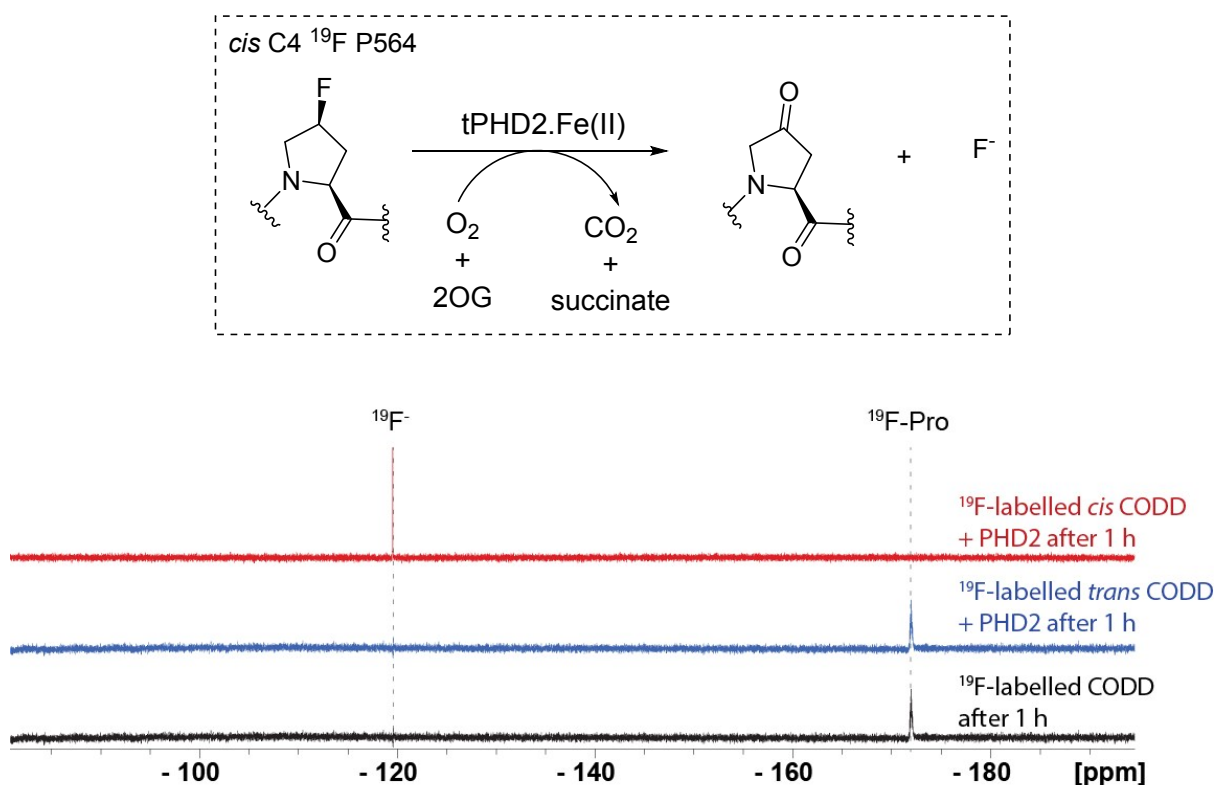 cis C4 ¹⁹F P564
F
O
tPHD2.Fe(II)
N
N
+
F⁻
O
O₂
CO₂
O
+
+
2OG
succinate
¹⁹F⁻
¹⁹F-Pro
¹⁹F-labelled cis CODD
+ PHD2 after 1 h
¹⁹F-labelled trans CODD
+ PHD2 after 1 h
¹⁹F-labelled CODD
after 1 h
- 100
- 120
- 140
- 160
- 180
[ppm]